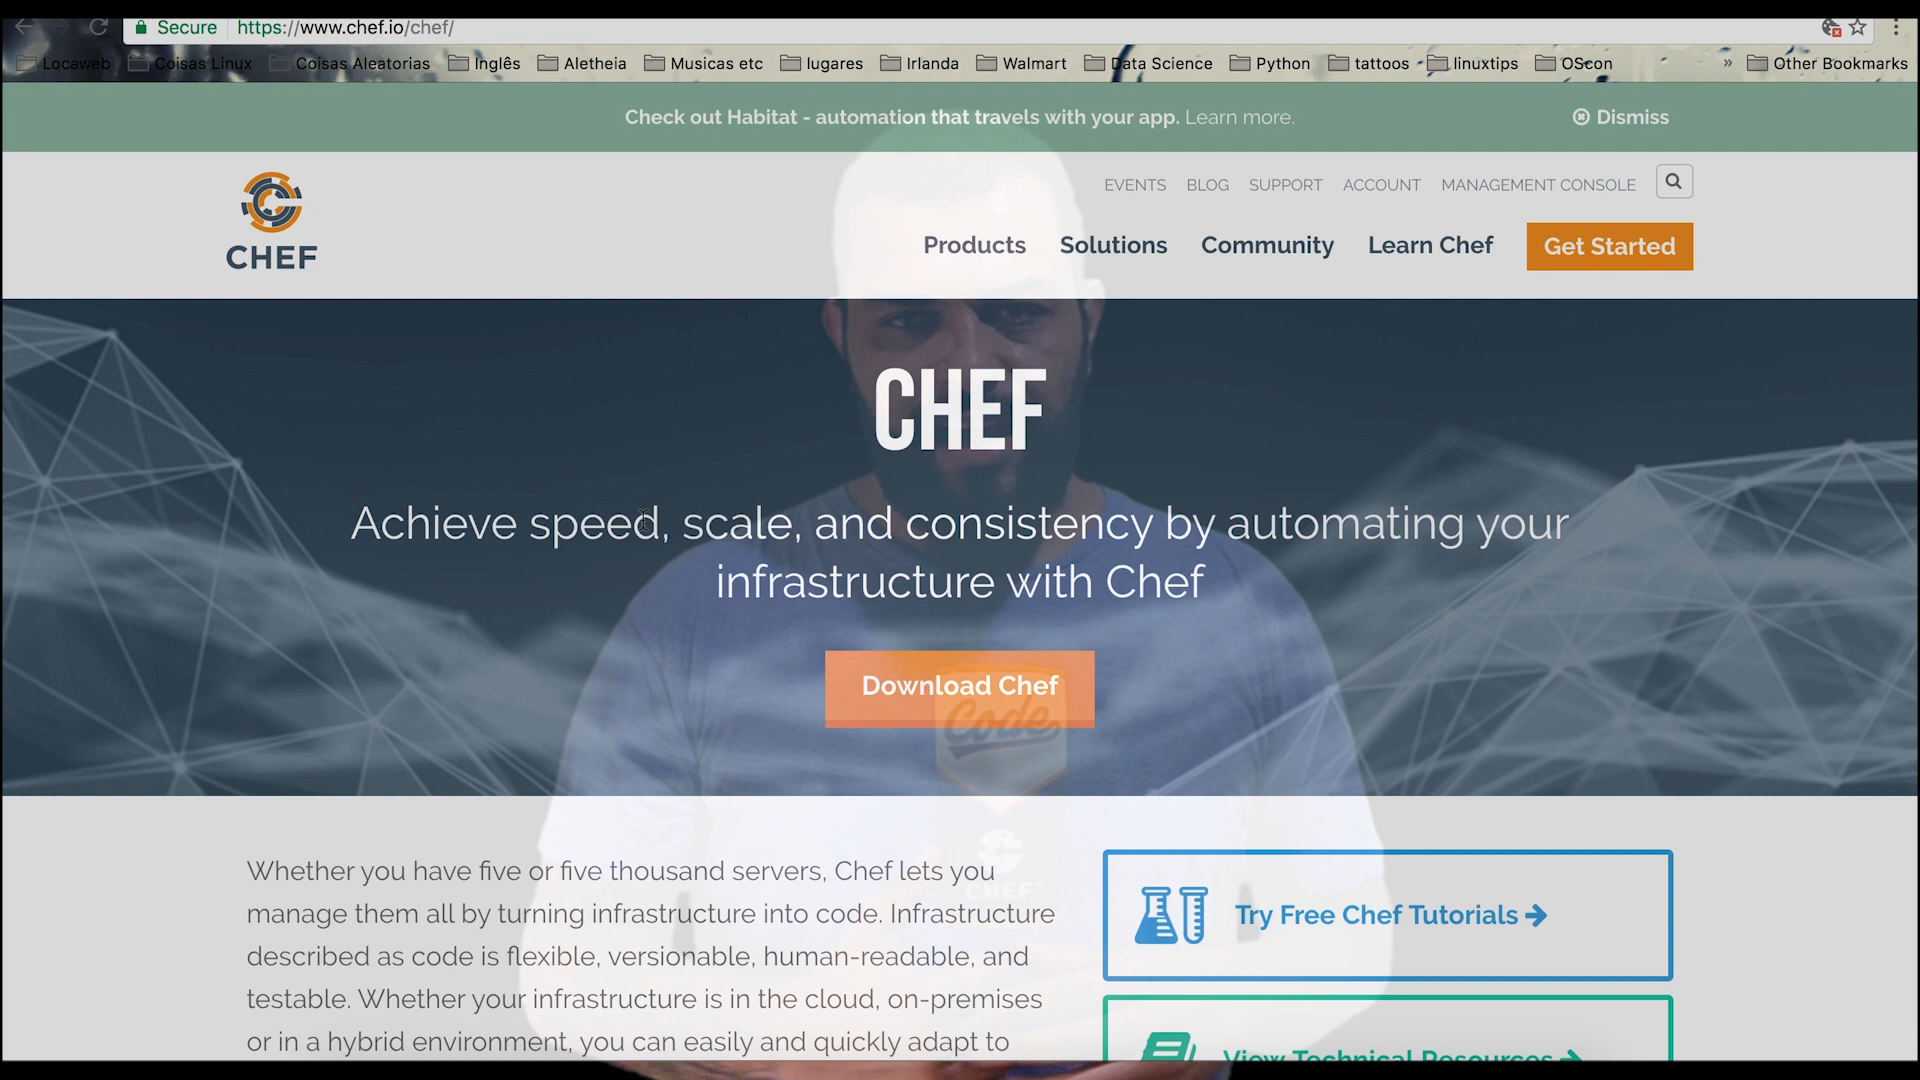 Secure https://www.chef.io/chef/
Locaweb Coisas Linux Coisas Aleatorias Inglês Aletheia Musicas etc lugares Irlanda Walmart Data Science Python tattoos linuxtips OScon » Other Bookmarks
Check out Habitat - automation that travels with your app. Learn more. Dismiss
EVENTS BLOG SUPPORT ACCOUNT MANAGEMENT CONSOLE
CHEF
Products Solutions Community Learn Chef Get Started
CHEF
Achieve speed, scale, and consistency by automating your
infrastructure with Chef
Download Chef
Code
CHEF
Whether you have five or five thousand servers, Chef lets you
manage them all by turning infrastructure into code. Infrastructure
described as code is flexible, versionable, human-readable, and
testable. Whether your infrastructure is in the cloud, on-premises
or in a hybrid environment, you can easily and quickly adapt to
Try Free Chef Tutorials
View Technical Resources